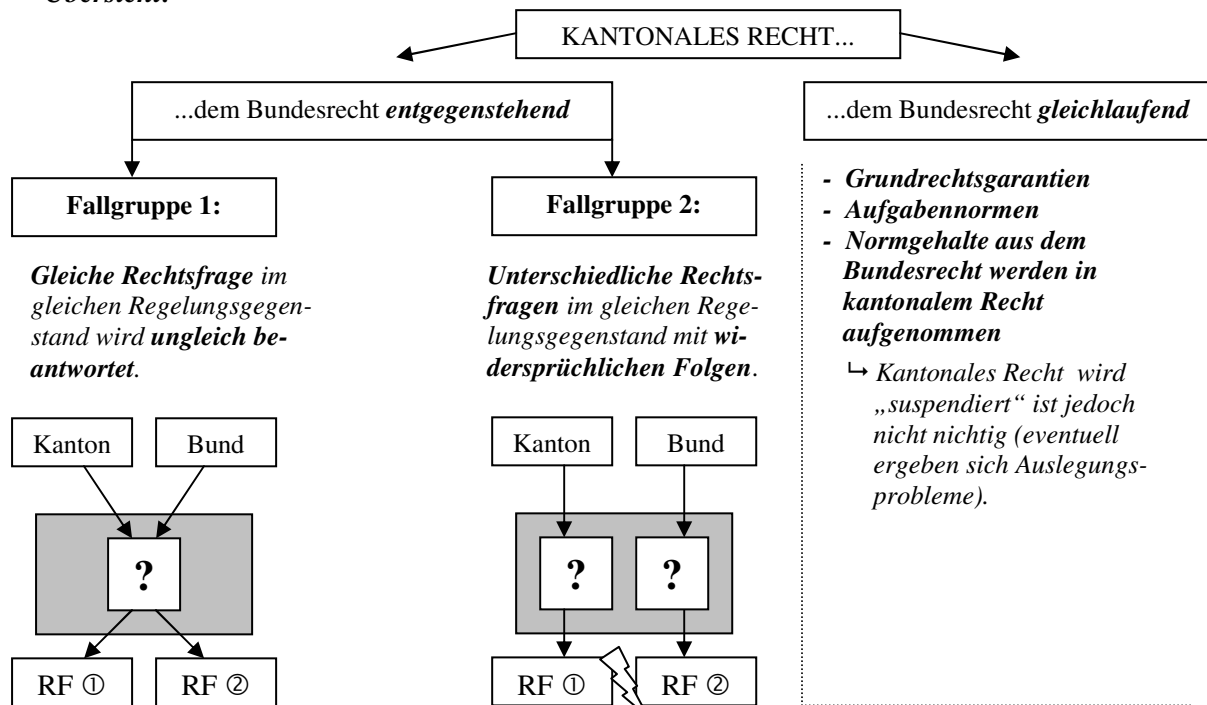 KANTONALES RECHT...
...dem Bundesrecht entgegenstehend
...dem Bundesrecht gleichlaufend
Fallgruppe 1:
Gleiche Rechtsfrage im
gleichen Regelungsgegen-
stand wird ungleich be-
antwortet.
Kanton
Bund
?
RF ①
RF ②
Fallgruppe 2:
Unterschiedliche Rechts-
fragen im gleichen Rege-
lungsgegenstand mit wi-
dersprüchlichen Folgen.
Kanton
Bund
?
?
RF ①
RF ②
- Grundrechtsgarantien
- Aufgabennormen
- Normgehalte aus dem
Bundesrecht werden in
kantonalem Recht
aufgenommen
↳ Kantonales Recht wird
„suspendiert“ ist jedoch
nicht nichtig (eventuell
ergeben sich Auslegungs-
probleme).